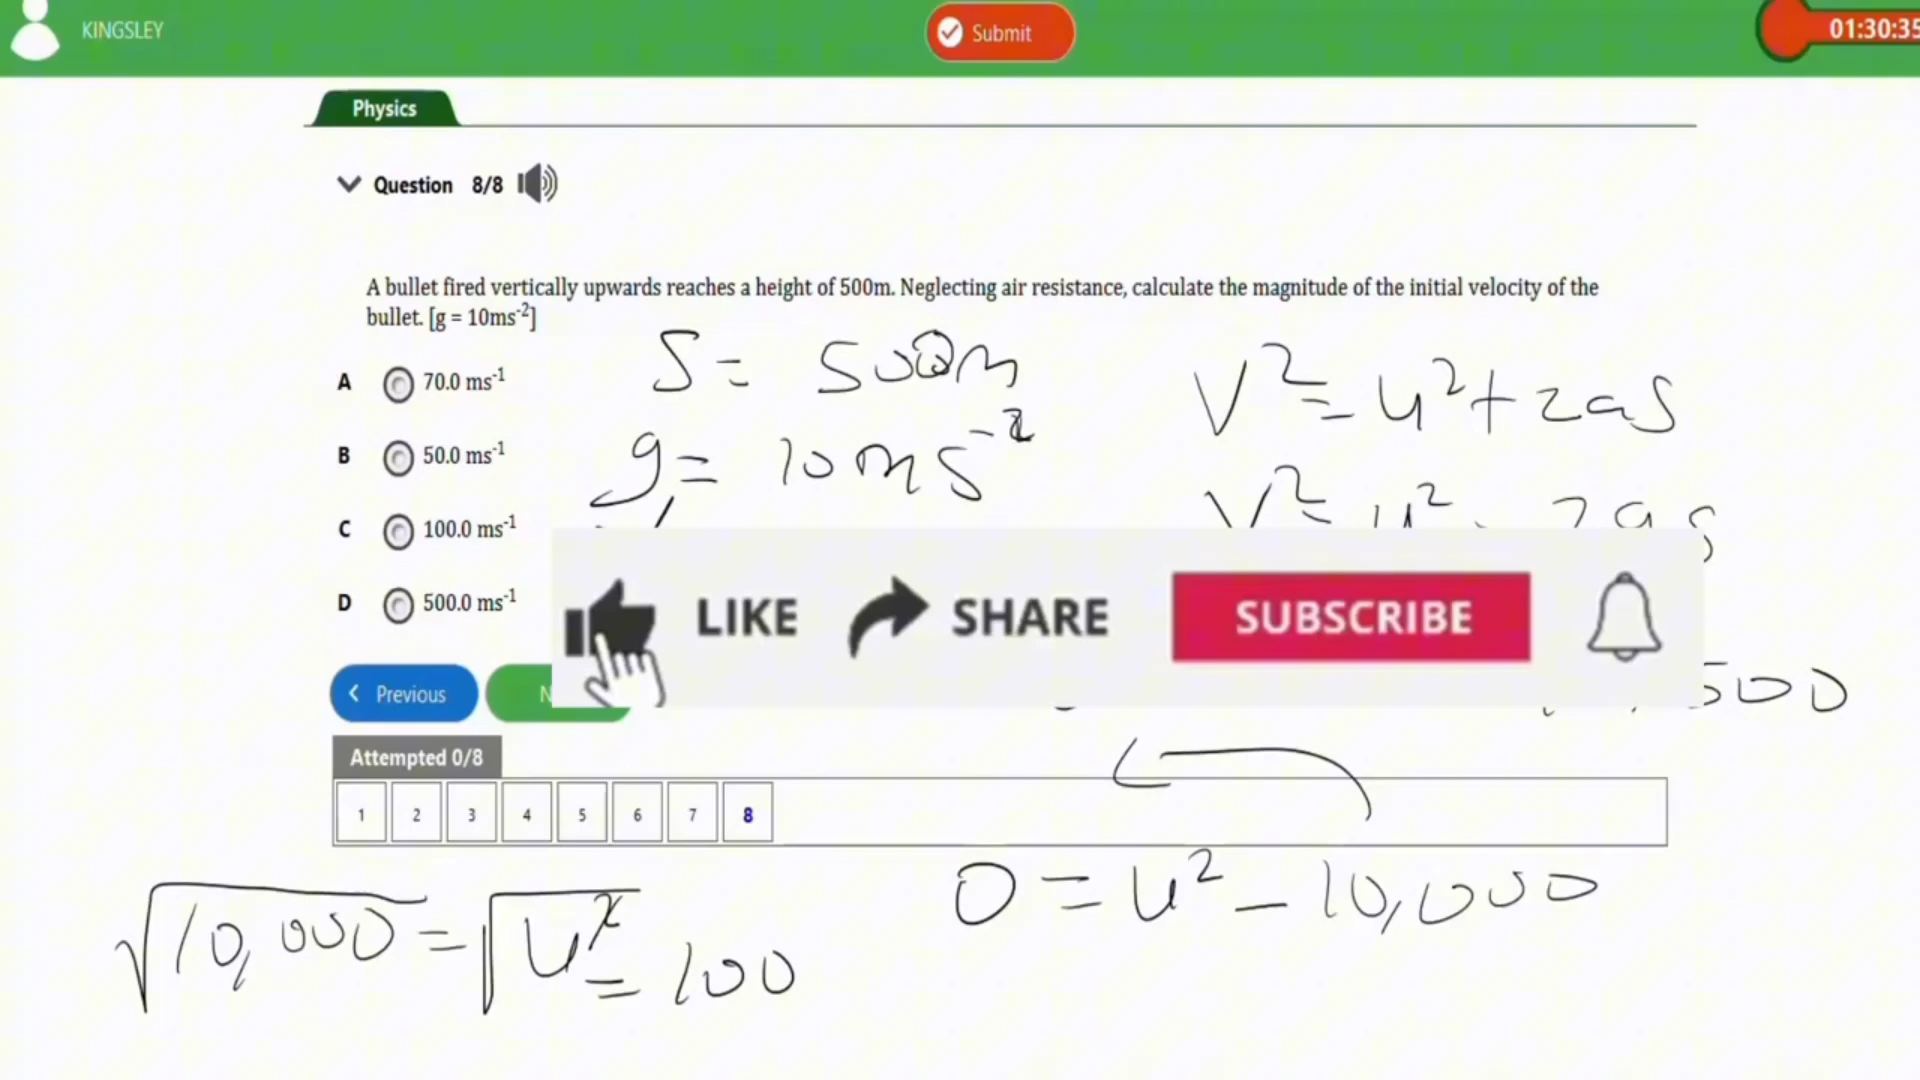 KINGSLEY
Submit
01:30:35
Physics
Question 8/8
A bullet fired vertically upwards reaches a height of 500m. Neglecting air resistance, calculate the magnitude of the initial velocity of the
bullet. [g = 10ms⁻²]
A 70.0 ms⁻¹
B 50.0 ms⁻¹
C 100.0 ms⁻¹
D 500.0 ms⁻¹
S = 500m
g = 10ms⁻²
V² = u² + 2as
V² = u² - 2as
LIKE SHARE SUBSCRIBE
500
Previous
Attempted 0/8
1 2 3 4 5 6 7 8
0 = u² - 10,000
√10,000 = √u² = 100